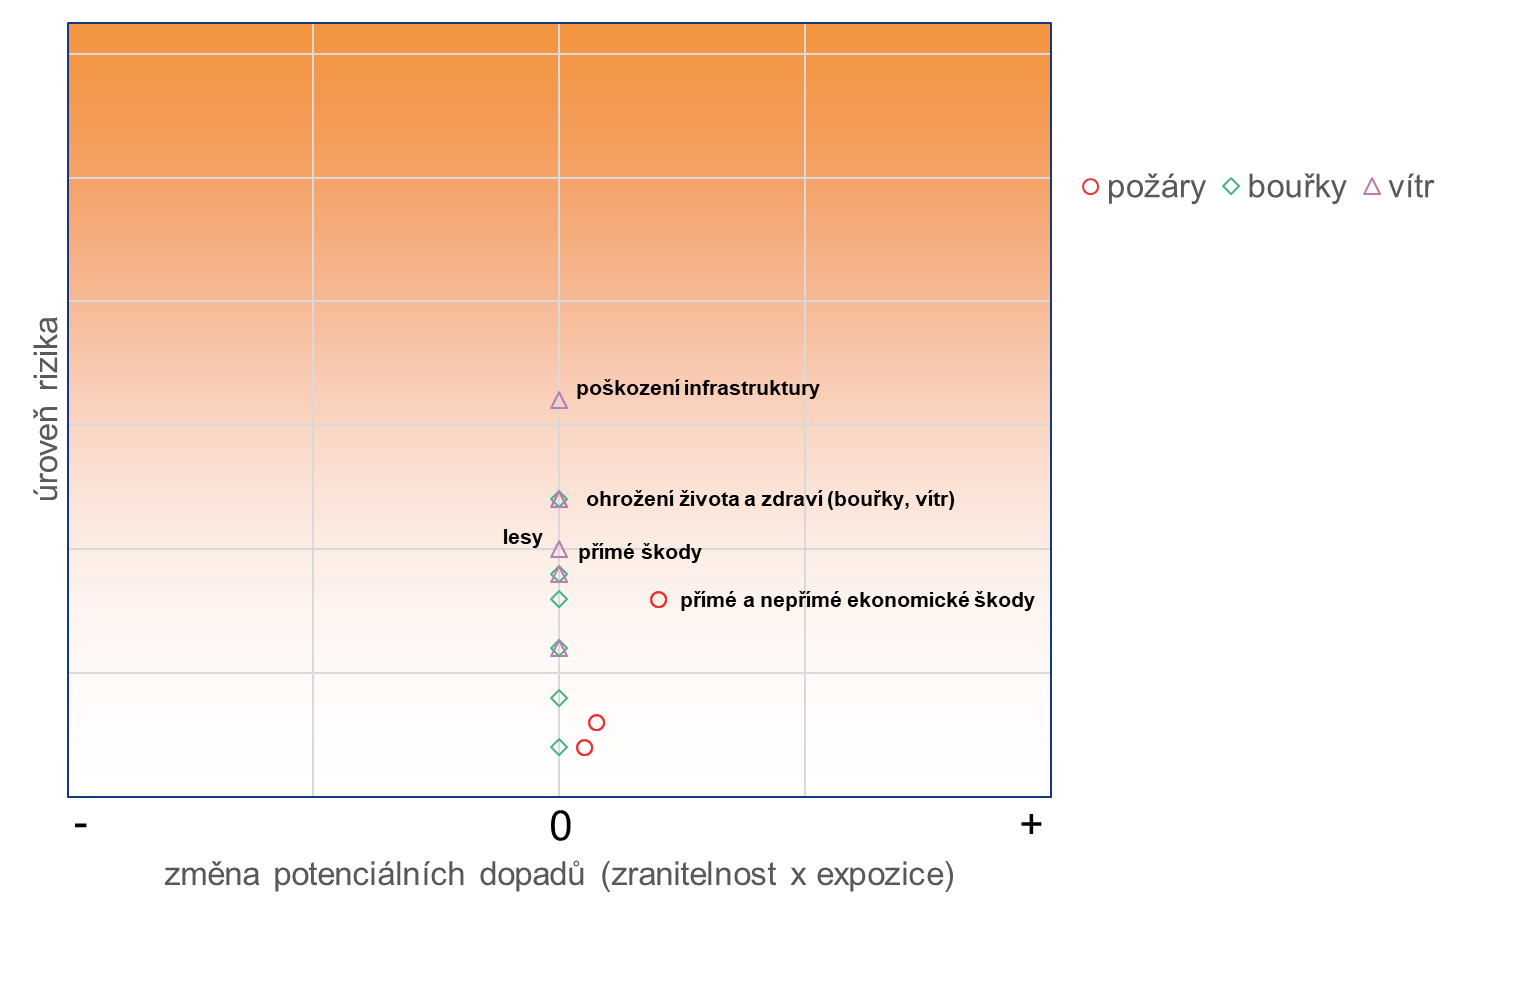 požáry bouřky vítr
úroveň rizika
poškození infrastruktury
ohrožení života a zdraví (bouřky, vítr)
lesy
přímé škody
přímé a nepřímé ekonomické škody
- 0 +
změna potenciálních dopadů (zranitelnost x expozice)